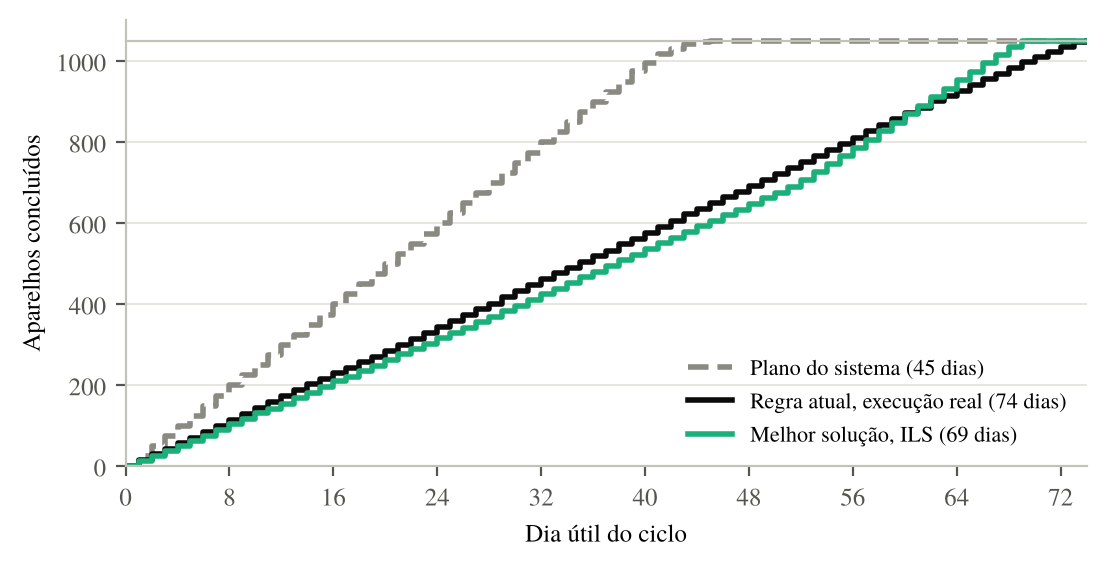 1000
800
600
400
200
0
Aparelhos concluídos
Plano do sistema (45 dias)
Regra atual, execução real (74 dias)
Melhor solução, ILS (69 dias)
0 8 16 24 32 40 48 56 64 72
Dia útil do ciclo